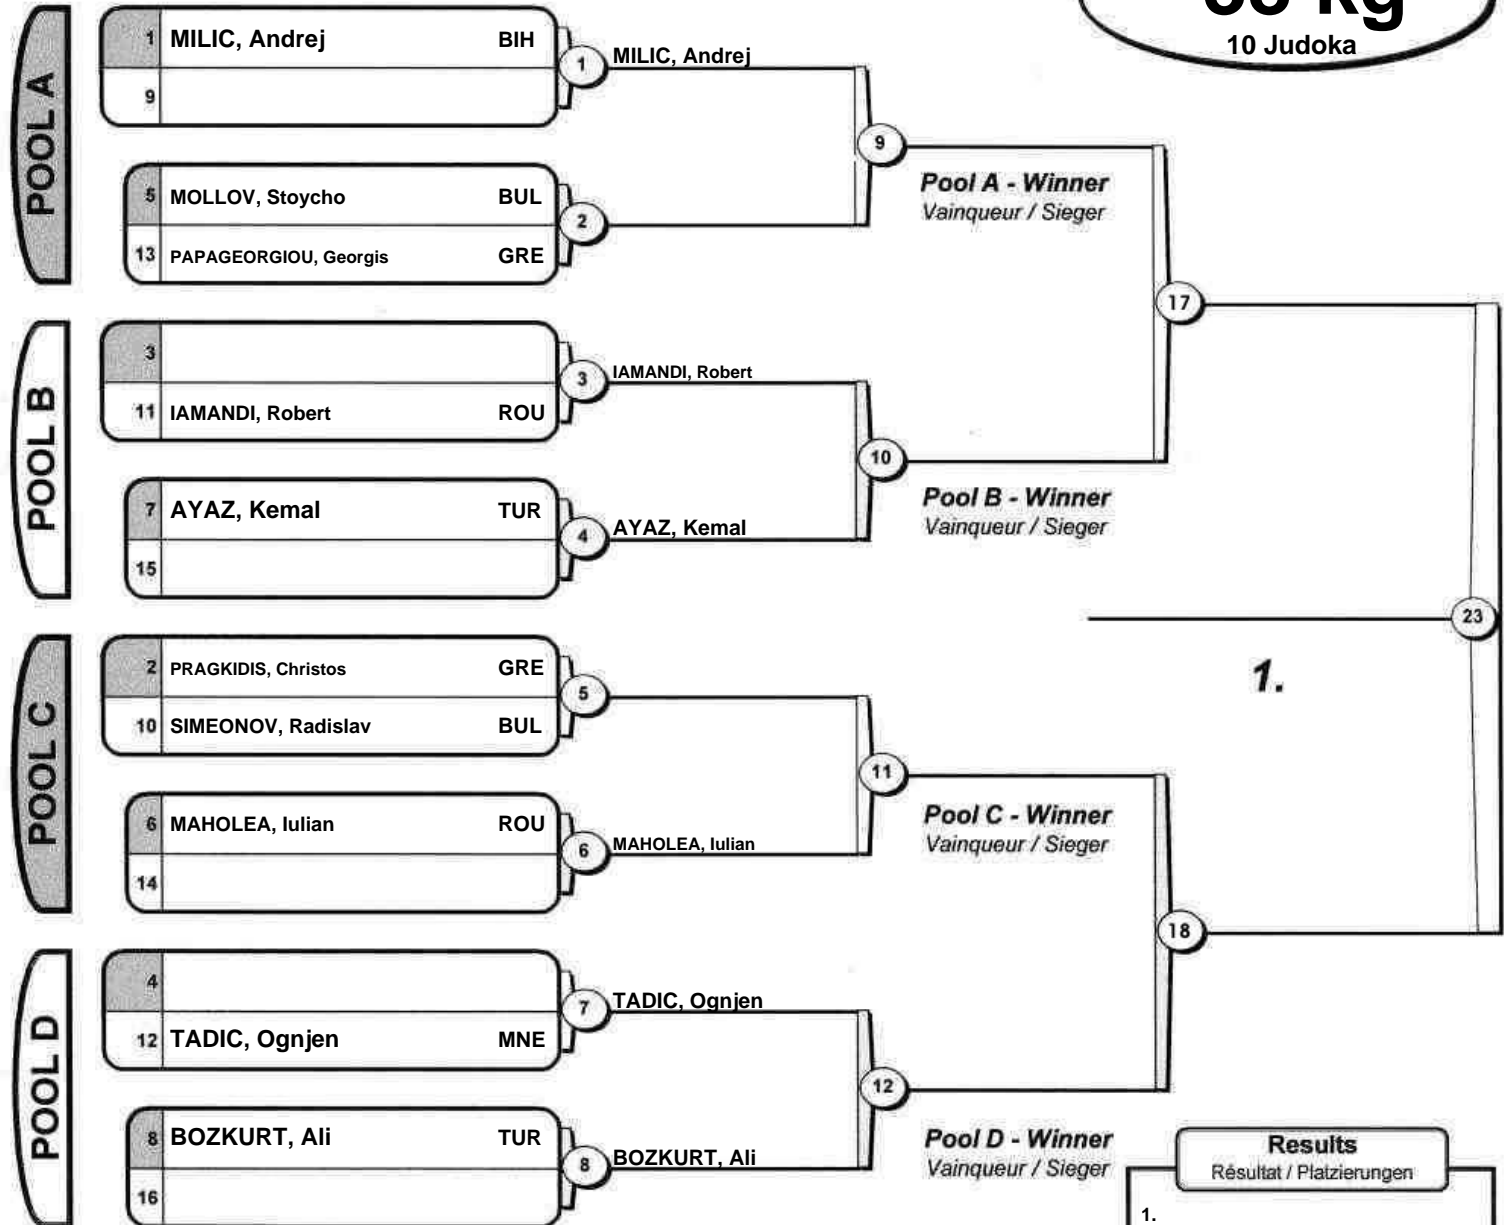 kg
10 Judoka
POOL A
1 MILIC, Andrej BIH
9
1 MILIC, Andrej
5 MOLLOV, Stoycho BUL
13 PAPAGEORGIOU, Georgis GRE
2
9
Pool A - Winner
Vainqueur / Sieger
POOL B
3
11 IAMANDI, Robert ROU
3 IAMANDI, Robert
7 AYAZ, Kemal TUR
15
4 AYAZ, Kemal
10
Pool B - Winner
Vainqueur / Sieger
17
POOL C
2 PRAGKIDIS, Christos GRE
10 SIMEONOV, Radislav BUL
5
6 MAHOLEA, Iulian ROU
14
6 MAHOLEA, Iulian
11
Pool C - Winner
Vainqueur / Sieger
23
1.
POOL D
4
12 TADIC, Ognjen MNE
7 TADIC, Ognjen
8 BOZKURT, Ali TUR
16
8 BOZKURT, Ali
12
Pool D - Winner
Vainqueur / Sieger
18
Results
Résultat / Platzierungen
1.